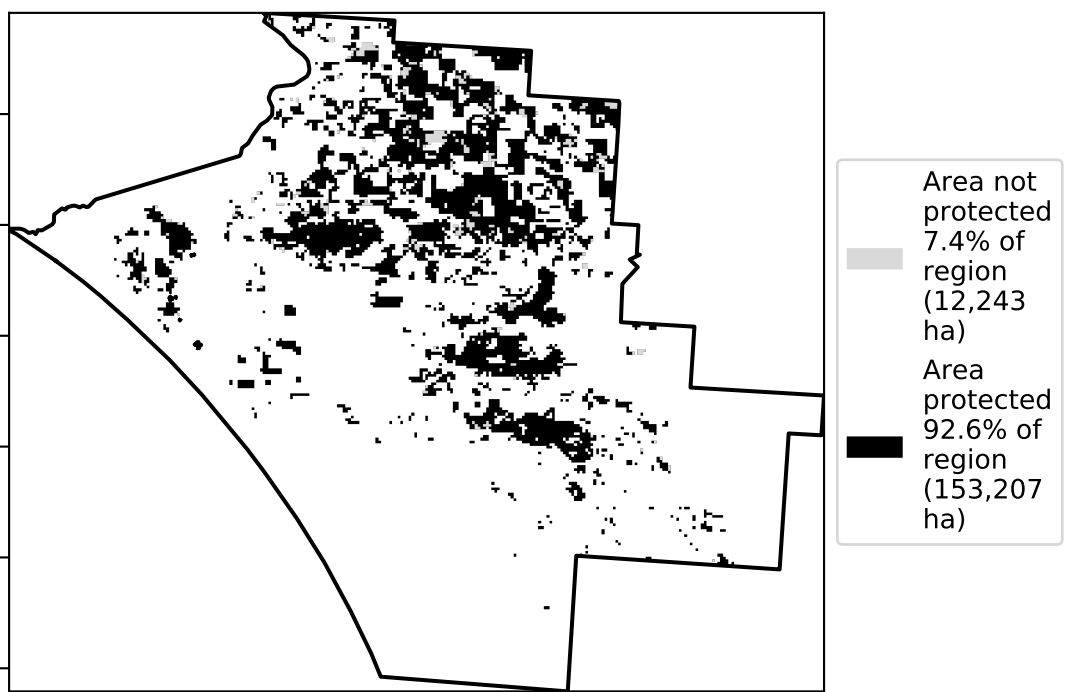 Area not
protected
7.4% of
region
(12,243
ha)
Area
protected
92.6% of
region
(153,207
ha)